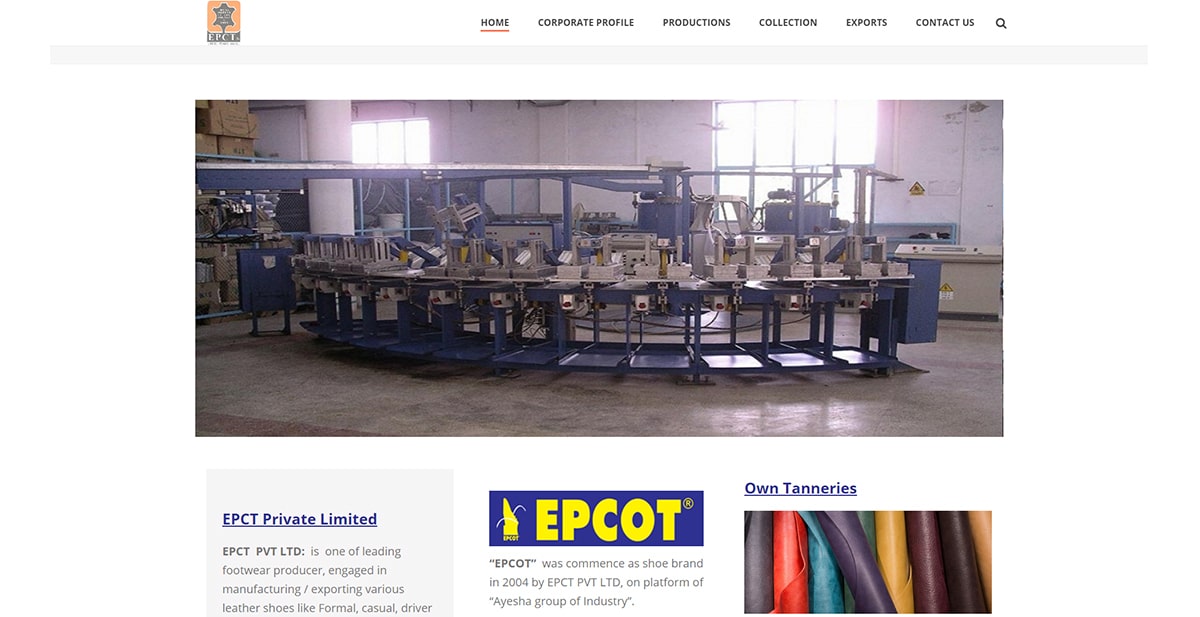 EPCT
HOME
CORPORATE PROFILE
PRODUCTIONS
COLLECTION
EXPORTS
CONTACT US
EPCT Private Limited
EPCT PVT LTD: is one of leading
footwear producer, engaged in
manufacturing / exporting various
leather shoes like Formal, casual, driver
EPCOT®
EPCOT
“EPCOT” was commence as shoe brand
in 2004 by EPCT PVT LTD, on platform of
“Ayesha group of Industry”.
Own Tanneries